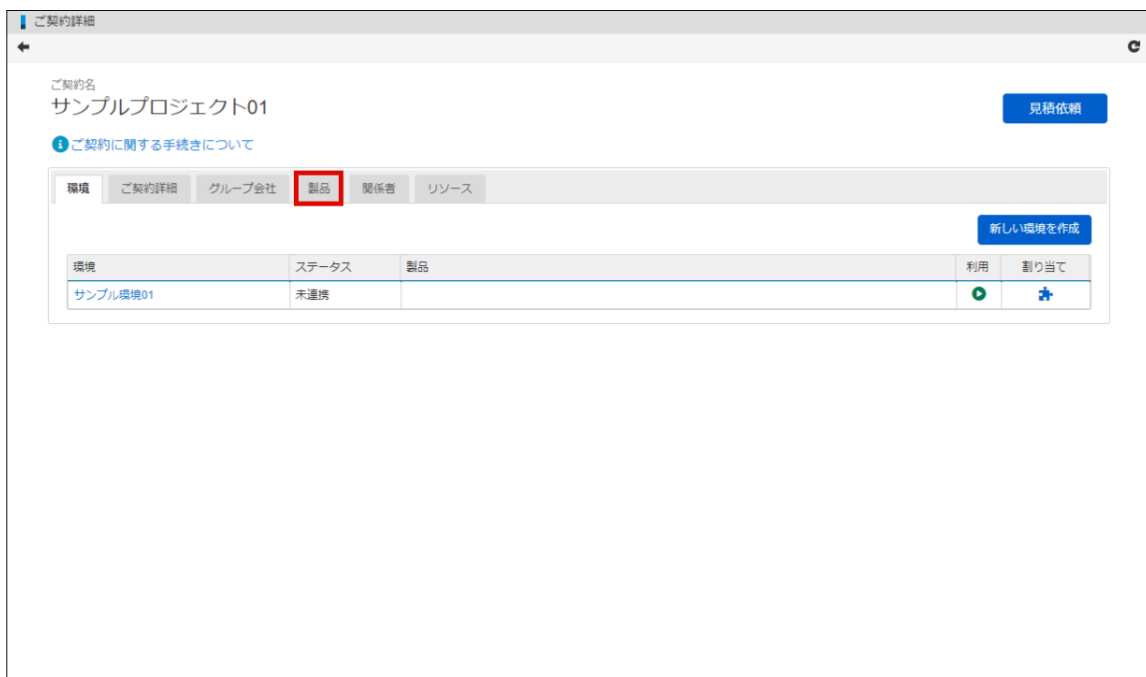 ご契約詳細
ご契約名
サンプルプロジェクト01
見積依頼
ご契約に関する手続きについて
環境 ご契約詳細 グループ会社 製品 関係者 リソース
新しい環境を作成
環境 ステータス 製品 利用 割り当て
サンプル環境01 未連携